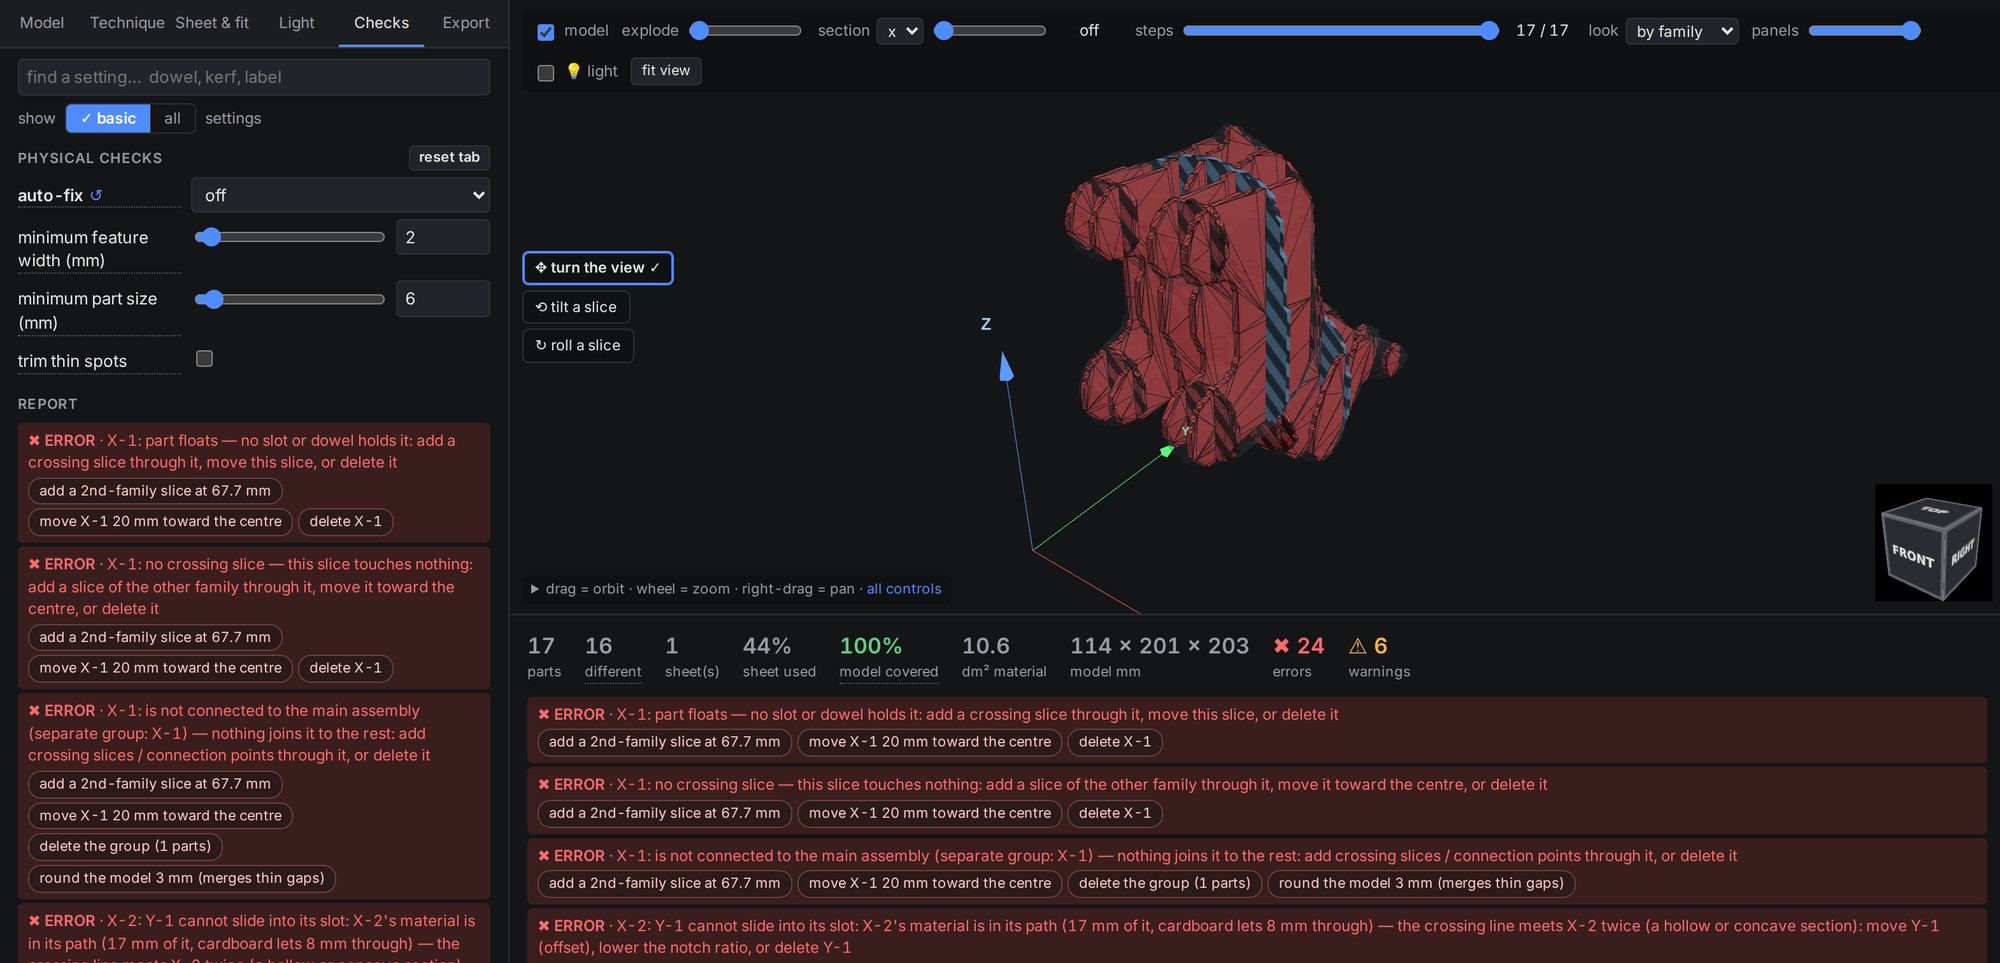 Model Technique Sheet & fit Light Checks Export
find a setting... dowel, kerf, label
show ✓ basic all settings
PHYSICAL CHECKS reset tab
auto-fix ↺ off
minimum feature width (mm) 2
minimum part size (mm) 6
trim thin spots
REPORT
✖ ERROR · X-1: part floats — no slot or dowel holds it: add a
crossing slice through it, move this slice, or delete it
add a 2nd-family slice at 67.7 mm
move X-1 20 mm toward the centre delete X-1
✖ ERROR · X-1: no crossing slice — this slice touches nothing:
add a slice of the other family through it, move it toward the
centre, or delete it
add a 2nd-family slice at 67.7 mm
move X-1 20 mm toward the centre delete X-1
✖ ERROR · X-1: is not connected to the main assembly
(separate group: X-1) — nothing joins it to the rest: add
crossing slices / connection points through it, or delete it
add a 2nd-family slice at 67.7 mm
move X-1 20 mm toward the centre
delete the group (1 parts)
round the model 3 mm (merges thin gaps)
✖ ERROR · X-2: Y-1 cannot slide into its slot: X-2's material is
in its path (17 mm of it, cardboard lets 8 mm through) — the
crossing line meets X-2 twice (a hollow or concave section)
model explode section x off steps 17 / 17 look by family panels
💡 light fit view
✥ turn the view ✓
⟲ tilt a slice
↻ roll a slice
Z
Y
TOP
FRONT
RIGHT
▶ drag = orbit · wheel = zoom · right-drag = pan · all controls
17 16 1 44% 100% 10.6 114 × 201 × 203 ✖ 24 ⚠ 6
parts different sheet(s) sheet used model covered dm² material model mm errors warnings
✖ ERROR · X-1: part floats — no slot or dowel holds it: add a crossing slice through it, move this slice, or delete it
add a 2nd-family slice at 67.7 mm move X-1 20 mm toward the centre delete X-1
✖ ERROR · X-1: no crossing slice — this slice touches nothing: add a slice of the other family through it, move it toward the centre, or delete it
add a 2nd-family slice at 67.7 mm move X-1 20 mm toward the centre delete X-1
✖ ERROR · X-1: is not connected to the main assembly (separate group: X-1) — nothing joins it to the rest: add crossing slices / connection points through it, or delete it
add a 2nd-family slice at 67.7 mm move X-1 20 mm toward the centre delete the group (1 parts) round the model 3 mm (merges thin gaps)
✖ ERROR · X-2: Y-1 cannot slide into its slot: X-2's material is in its path (17 mm of it, cardboard lets 8 mm through) — the crossing line meets X-2 twice (a hollow or concave section): move Y-1
(offset), lower the notch ratio, or delete Y-1